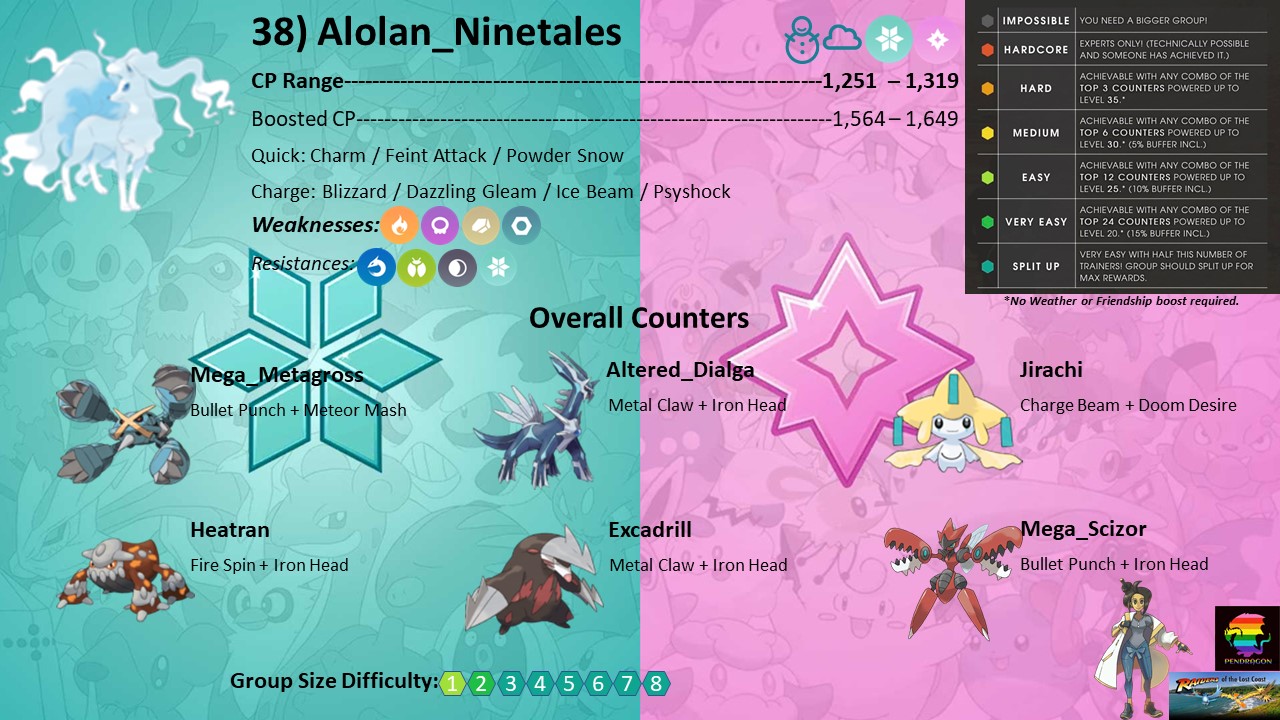 38) Alolan_Ninetales
CP Range--------------------------------------------------------------------1,251 – 1,319
Boosted CP--------------------------------------------------------------------1,564 – 1,649
Quick: Charm / Feint Attack / Powder Snow
Charge: Blizzard / Dazzling Gleam / Ice Beam / Psyshock
Weaknesses:
Resistances:
IMPOSSIBLE YOU NEED A BIGGER GROUP!
HARDCORE EXPERTS ONLY! (TECHNICALLY POSSIBLE
AND SOMEONE HAS ACHIEVED IT.)
HARD ACHIEVABLE WITH ANY COMBO OF THE
TOP 3 COUNTERS POWERED UP TO
LEVEL 35.*
MEDIUM ACHIEVABLE WITH ANY COMBO OF THE
TOP 6 COUNTERS POWERED UP TO
LEVEL 30.* (5% BUFFER INCL.)
EASY ACHIEVABLE WITH ANY COMBO OF THE
TOP 12 COUNTERS POWERED UP TO
LEVEL 25.* (10% BUFFER INCL.)
VERY EASY ACHIEVABLE WITH ANY COMBO OF THE
TOP 24 COUNTERS POWERED UP TO
LEVEL 20.* (15% BUFFER INCL.)
SPLIT UP VERY EASY WITH HALF THIS NUMBER OF
TRAINERS! GROUP SHOULD SPLIT UP FOR
MAX REWARDS.
*No Weather or Friendship boost required.
Overall Counters
Mega_Metagross
Bullet Punch + Meteor Mash
Altered_Dialga
Metal Claw + Iron Head
Jirachi
Charge Beam + Doom Desire
Heatran
Fire Spin + Iron Head
Excadrill
Metal Claw + Iron Head
Mega_Scizor
Bullet Punch + Iron Head
Group Size Difficulty: 1 2 3 4 5 6 7 8
PENDRAGON
RAIDERS of the Lost Coast